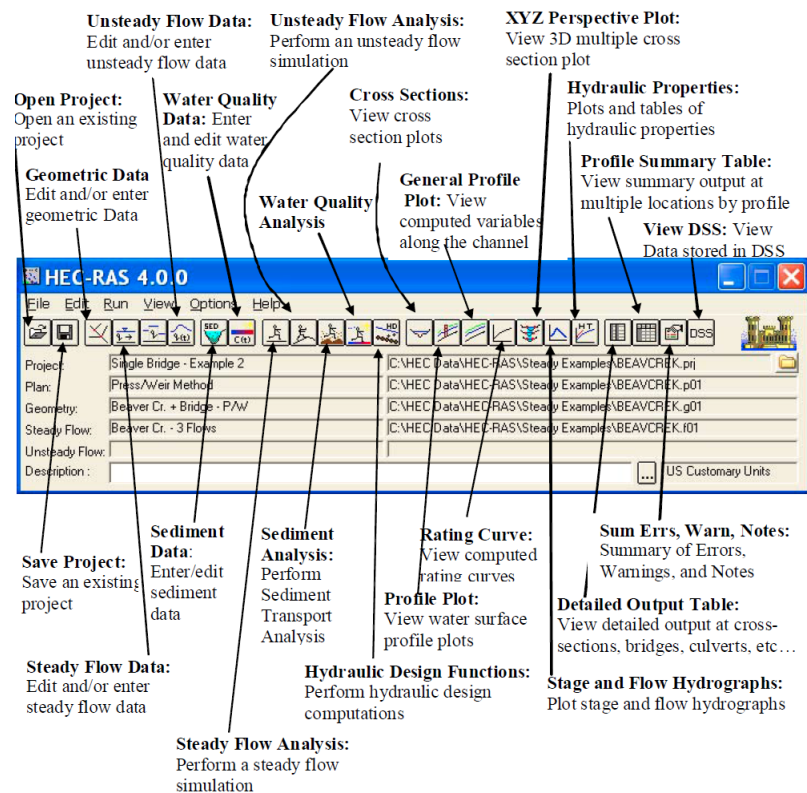 Unsteady Flow Data:
Edit and/or enter
unsteady flow data
Unsteady Flow Analysis:
Perform an unsteady flow
simulation
XYZ Perspective Plot:
View 3D multiple cross
section plot
Open Project:
Open an existing
project
Water Quality
Data: Enter
and edit water
quality data
Cross Sections:
View cross
section plots
Hydraulic Properties:
Plots and tables of
hydraulic properties
Geometric Data
Edit and/or enter
geometric Data
Water Quality
Analysis
General Profile
Plot: View
computed variables
along the channel
Profile Summary Table:
View summary output at
multiple locations by profile
View DSS: View
Data stored in DSS
HEC-RAS 4.0.0
File Edit Run View Options Help
SED C(t) HD HT DSS
Project: Single Bridge - Example 2 C:\HEC Data\HEC-RAS\Steady Examples\BEAVCREK.prj
Plan: Press/Weir Method C:\HEC Data\HEC-RAS\Steady Examples\BEAVCREK.p01
Geometry: Beaver Cr. + Bridge - P/W C:\HEC Data\HEC-RAS\Steady Examples\BEAVCREK.g01
Steady Flow: Beaver Cr. - 3 Flows C:\HEC Data\HEC-RAS\Steady Examples\BEAVCREK.f01
Unsteady Flow:
Description : ... US Customary Units
Save Project:
Save an existing
project
Sediment
Data:
Enter/edit
sediment
data
Sediment
Analysis:
Perform
Sediment
Transport
Analysis
Rating Curve:
View computed
rating curves
Sum Errs, Warn, Notes:
Summary of Errors,
Warnings, and Notes
Profile Plot:
View water surface
profile plots
Detailed Output Table:
View detailed output at cross-
sections, bridges, culverts, etc…
Steady Flow Data:
Edit and/or enter
steady flow data
Hydraulic Design Functions:
Perform hydraulic design
computations
Stage and Flow Hydrographs:
Plot stage and flow hydrographs
Steady Flow Analysis:
Perform a steady flow
simulation